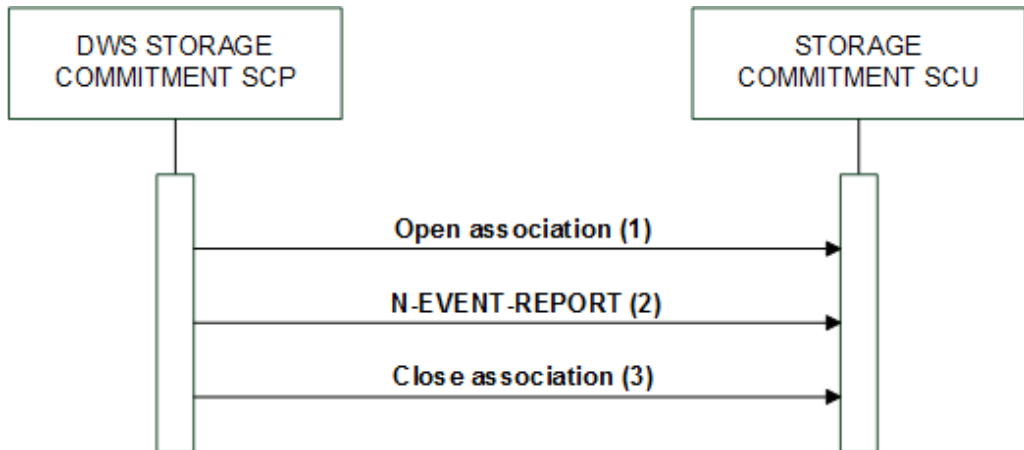 DWS STORAGE
COMMITMENT SCP
STORAGE
COMMITMENT SCU
Open association (1)
N-EVENT-REPORT (2)
Close association (3)